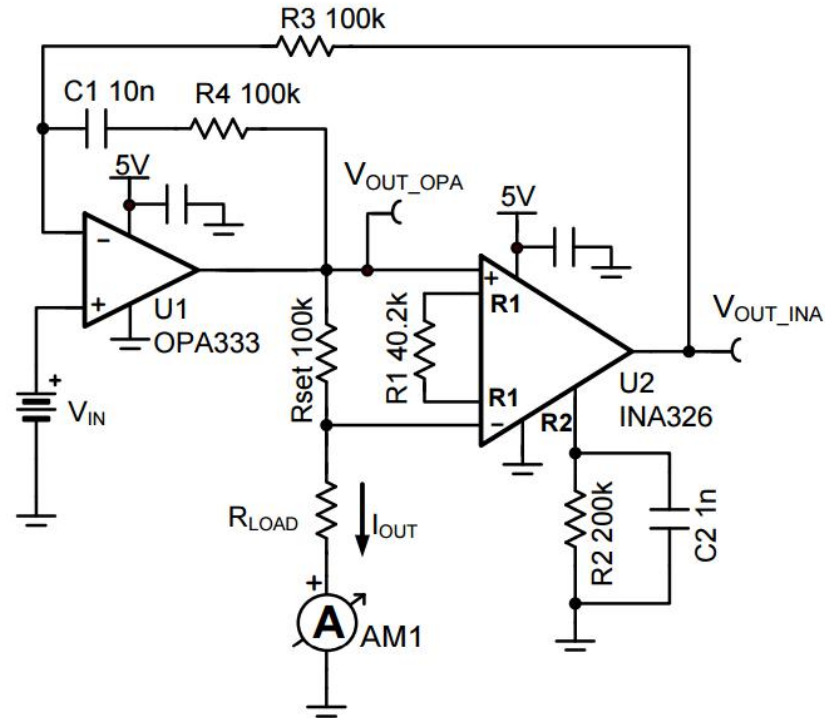 R3 100k
C1 10n
R4 100k
5V
VOUT_OPA
5V
-
+
U1
OPA333
+
VIN
Rset 100k
R1 40.2k
+
R1
R1
-
R2
VOUT_INA
U2
INA326
RLOAD
IOUT
R2 200k
C2 1n
+
A
AM1